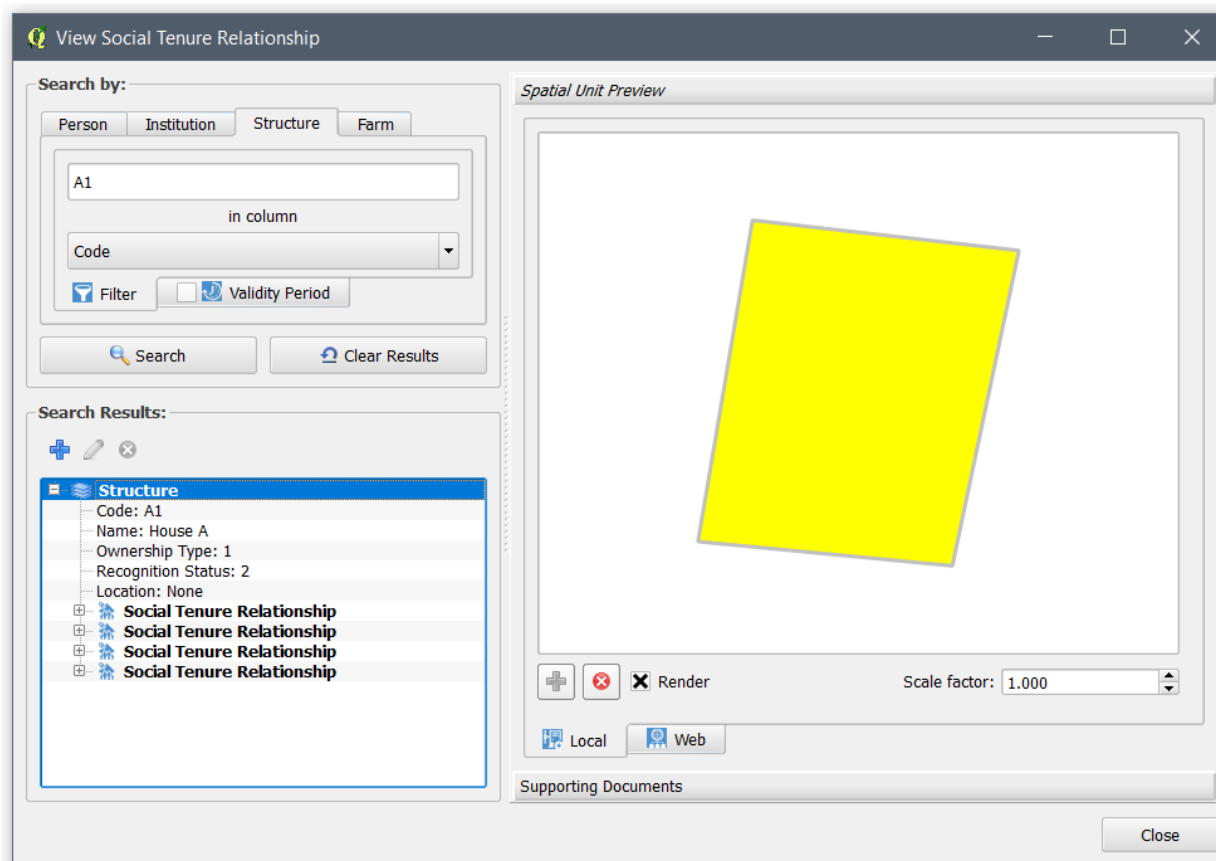 View Social Tenure Relationship
Search by:
Person Institution Structure Farm
A1
in column
Code
Filter Validity Period
Search Clear Results
Search Results:
Structure
Code: A1
Name: House A
Ownership Type: 1
Recognition Status: 2
Location: None
Social Tenure Relationship
Social Tenure Relationship
Social Tenure Relationship
Social Tenure Relationship
Spatial Unit Preview
Render Scale factor: 1.000
Local Web
Supporting Documents
Close